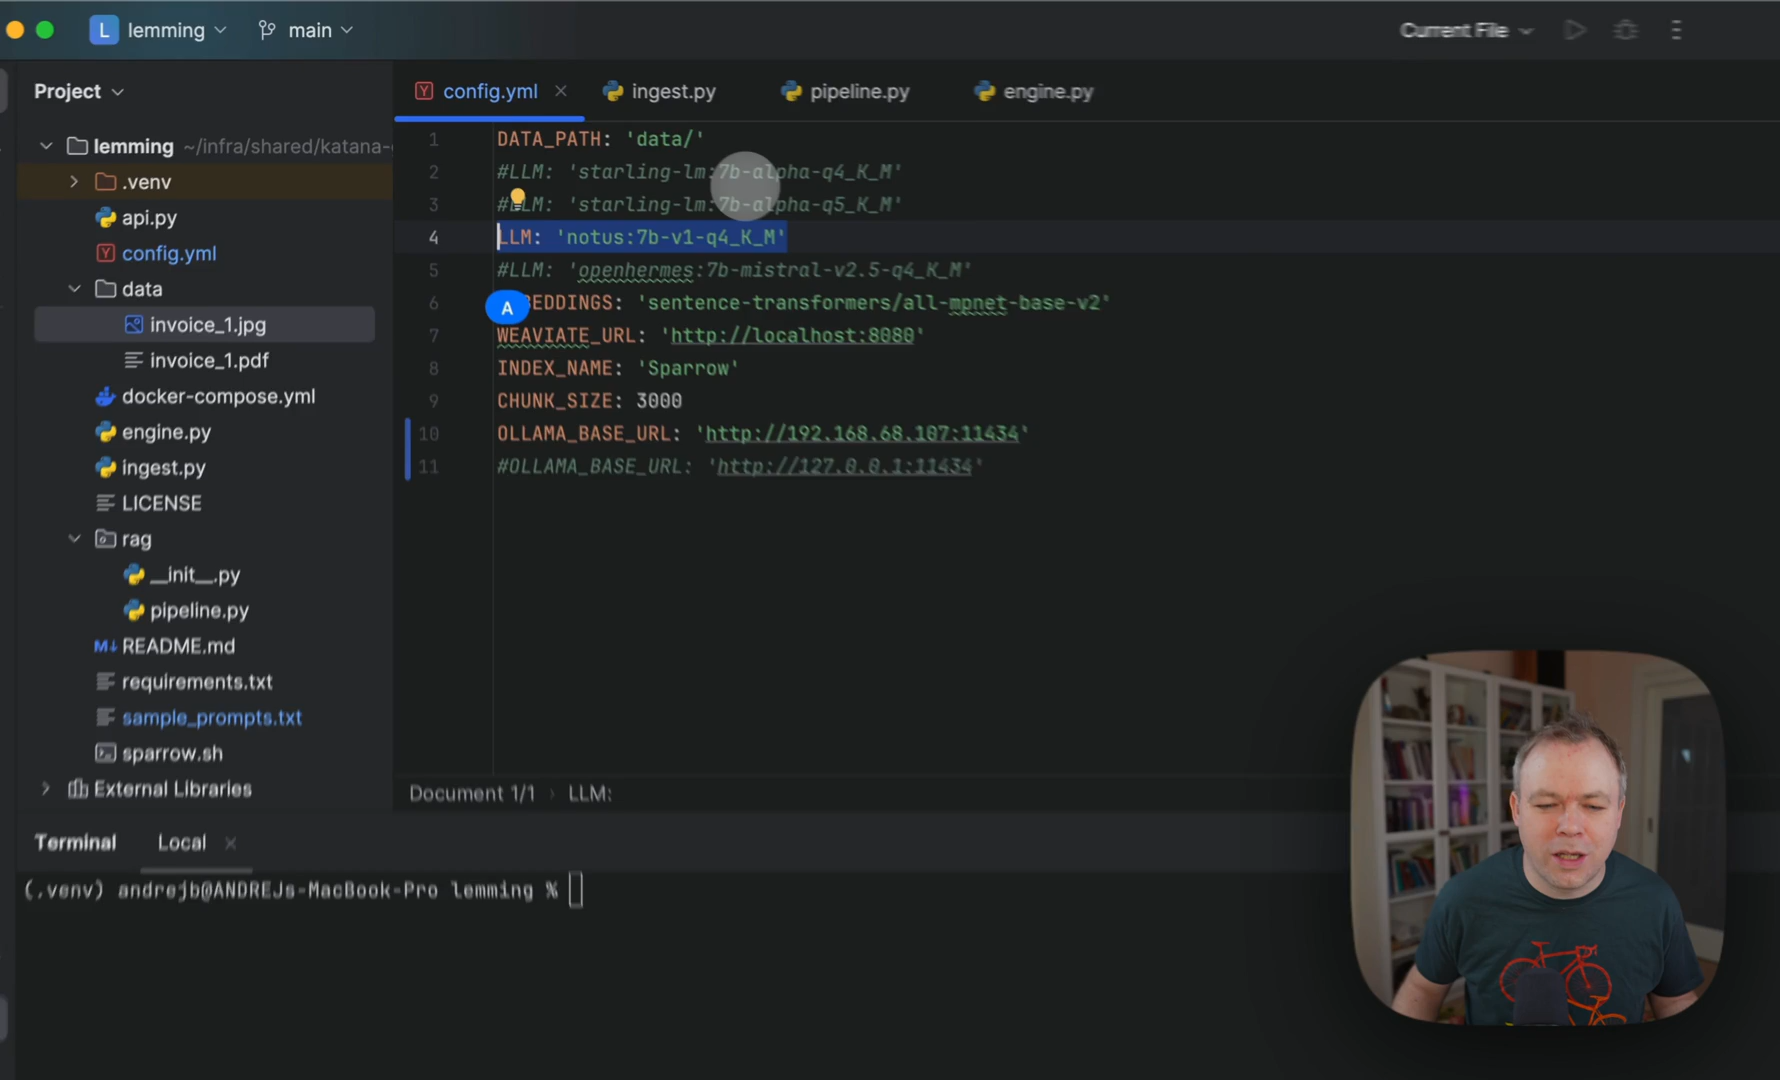 L lemming main Current File
Project
config.yml ingest.py pipeline.py engine.py
lemming ~/infra/shared/katana-
.venv
api.py
config.yml
data
invoice_1.jpg
invoice_1.pdf
docker-compose.yml
engine.py
ingest.py
LICENSE
rag
__init__.py
pipeline.py
README.md
requirements.txt
sample_prompts.txt
sparrow.sh
External Libraries
1 DATA_PATH: 'data/'
2 #LLM: 'starling-lm:7b-alpha-q4_K_M'
3 #LLM: 'starling-lm:7b-alpha-q5_K_M'
4 LLM: 'notus:7b-v1-q4_K_M'
5 #LLM: 'openhermes:7b-mistral-v2.5-q4_K_M'
6 EDDINGS: 'sentence-transformers/all-mpnet-base-v2'
A
7 WEAVIATE_URL: 'http://localhost:8080'
8 INDEX_NAME: 'Sparrow'
9 CHUNK_SIZE: 3000
10 OLLAMA_BASE_URL: 'http://192.168.68.107:11434'
11 #OLLAMA_BASE_URL: 'http://127.0.0.1:11434'
Document 1/1 › LLM:
Terminal Local
(.venv) andrejb@ANDREJs-MacBook-Pro lemming %